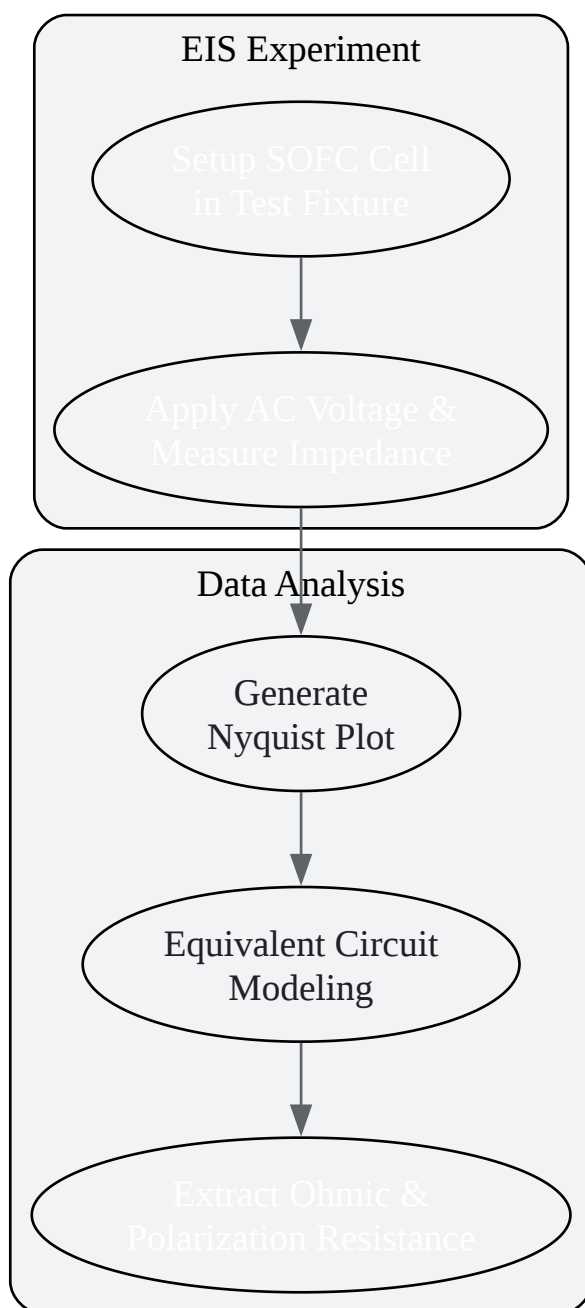 EIS Experiment
Setup SOFC Cell
in Test Fixture
Apply AC Voltage &
Measure Impedance
Data Analysis
Generate
Nyquist Plot
Equivalent Circuit
Modeling
Extract Ohmic &
Polarization Resistance